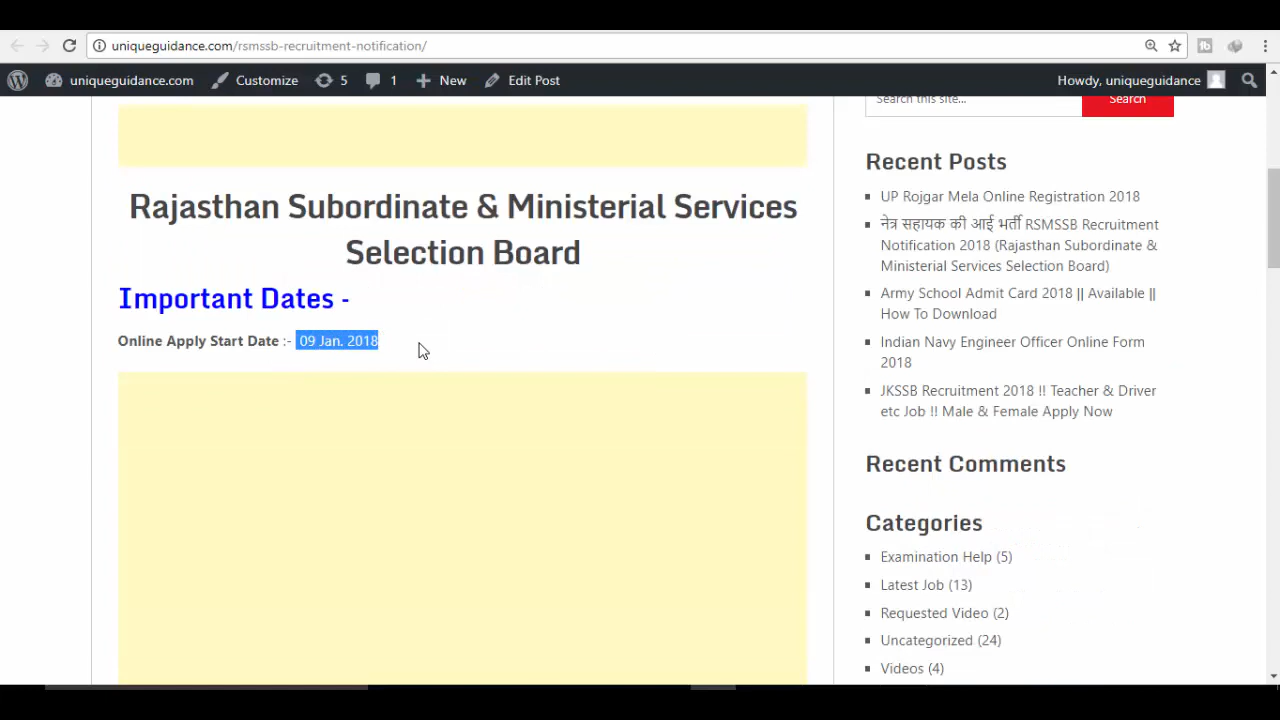 uniqueguidance.com/rsmssb-recruitment-notification/
uniqueguidance.com Customize 5 1 New Edit Post Howdy, uniqueguidance
Search this site... Search
Rajasthan Subordinate & Ministerial Services
Selection Board
Important Dates -
Online Apply Start Date :- 09 Jan. 2018
Recent Posts
UP Rojgar Mela Online Registration 2018
नेत्र सहायक की आई भर्ती RSMSSB Recruitment
Notification 2018 (Rajasthan Subordinate &
Ministerial Services Selection Board)
Army School Admit Card 2018 || Available ||
How To Download
Indian Navy Engineer Officer Online Form
2018
JKSSB Recruitment 2018 !! Teacher & Driver
etc Job !! Male & Female Apply Now
Recent Comments
Categories
Examination Help (5)
Latest Job (13)
Requested Video (2)
Uncategorized (24)
Videos (4)